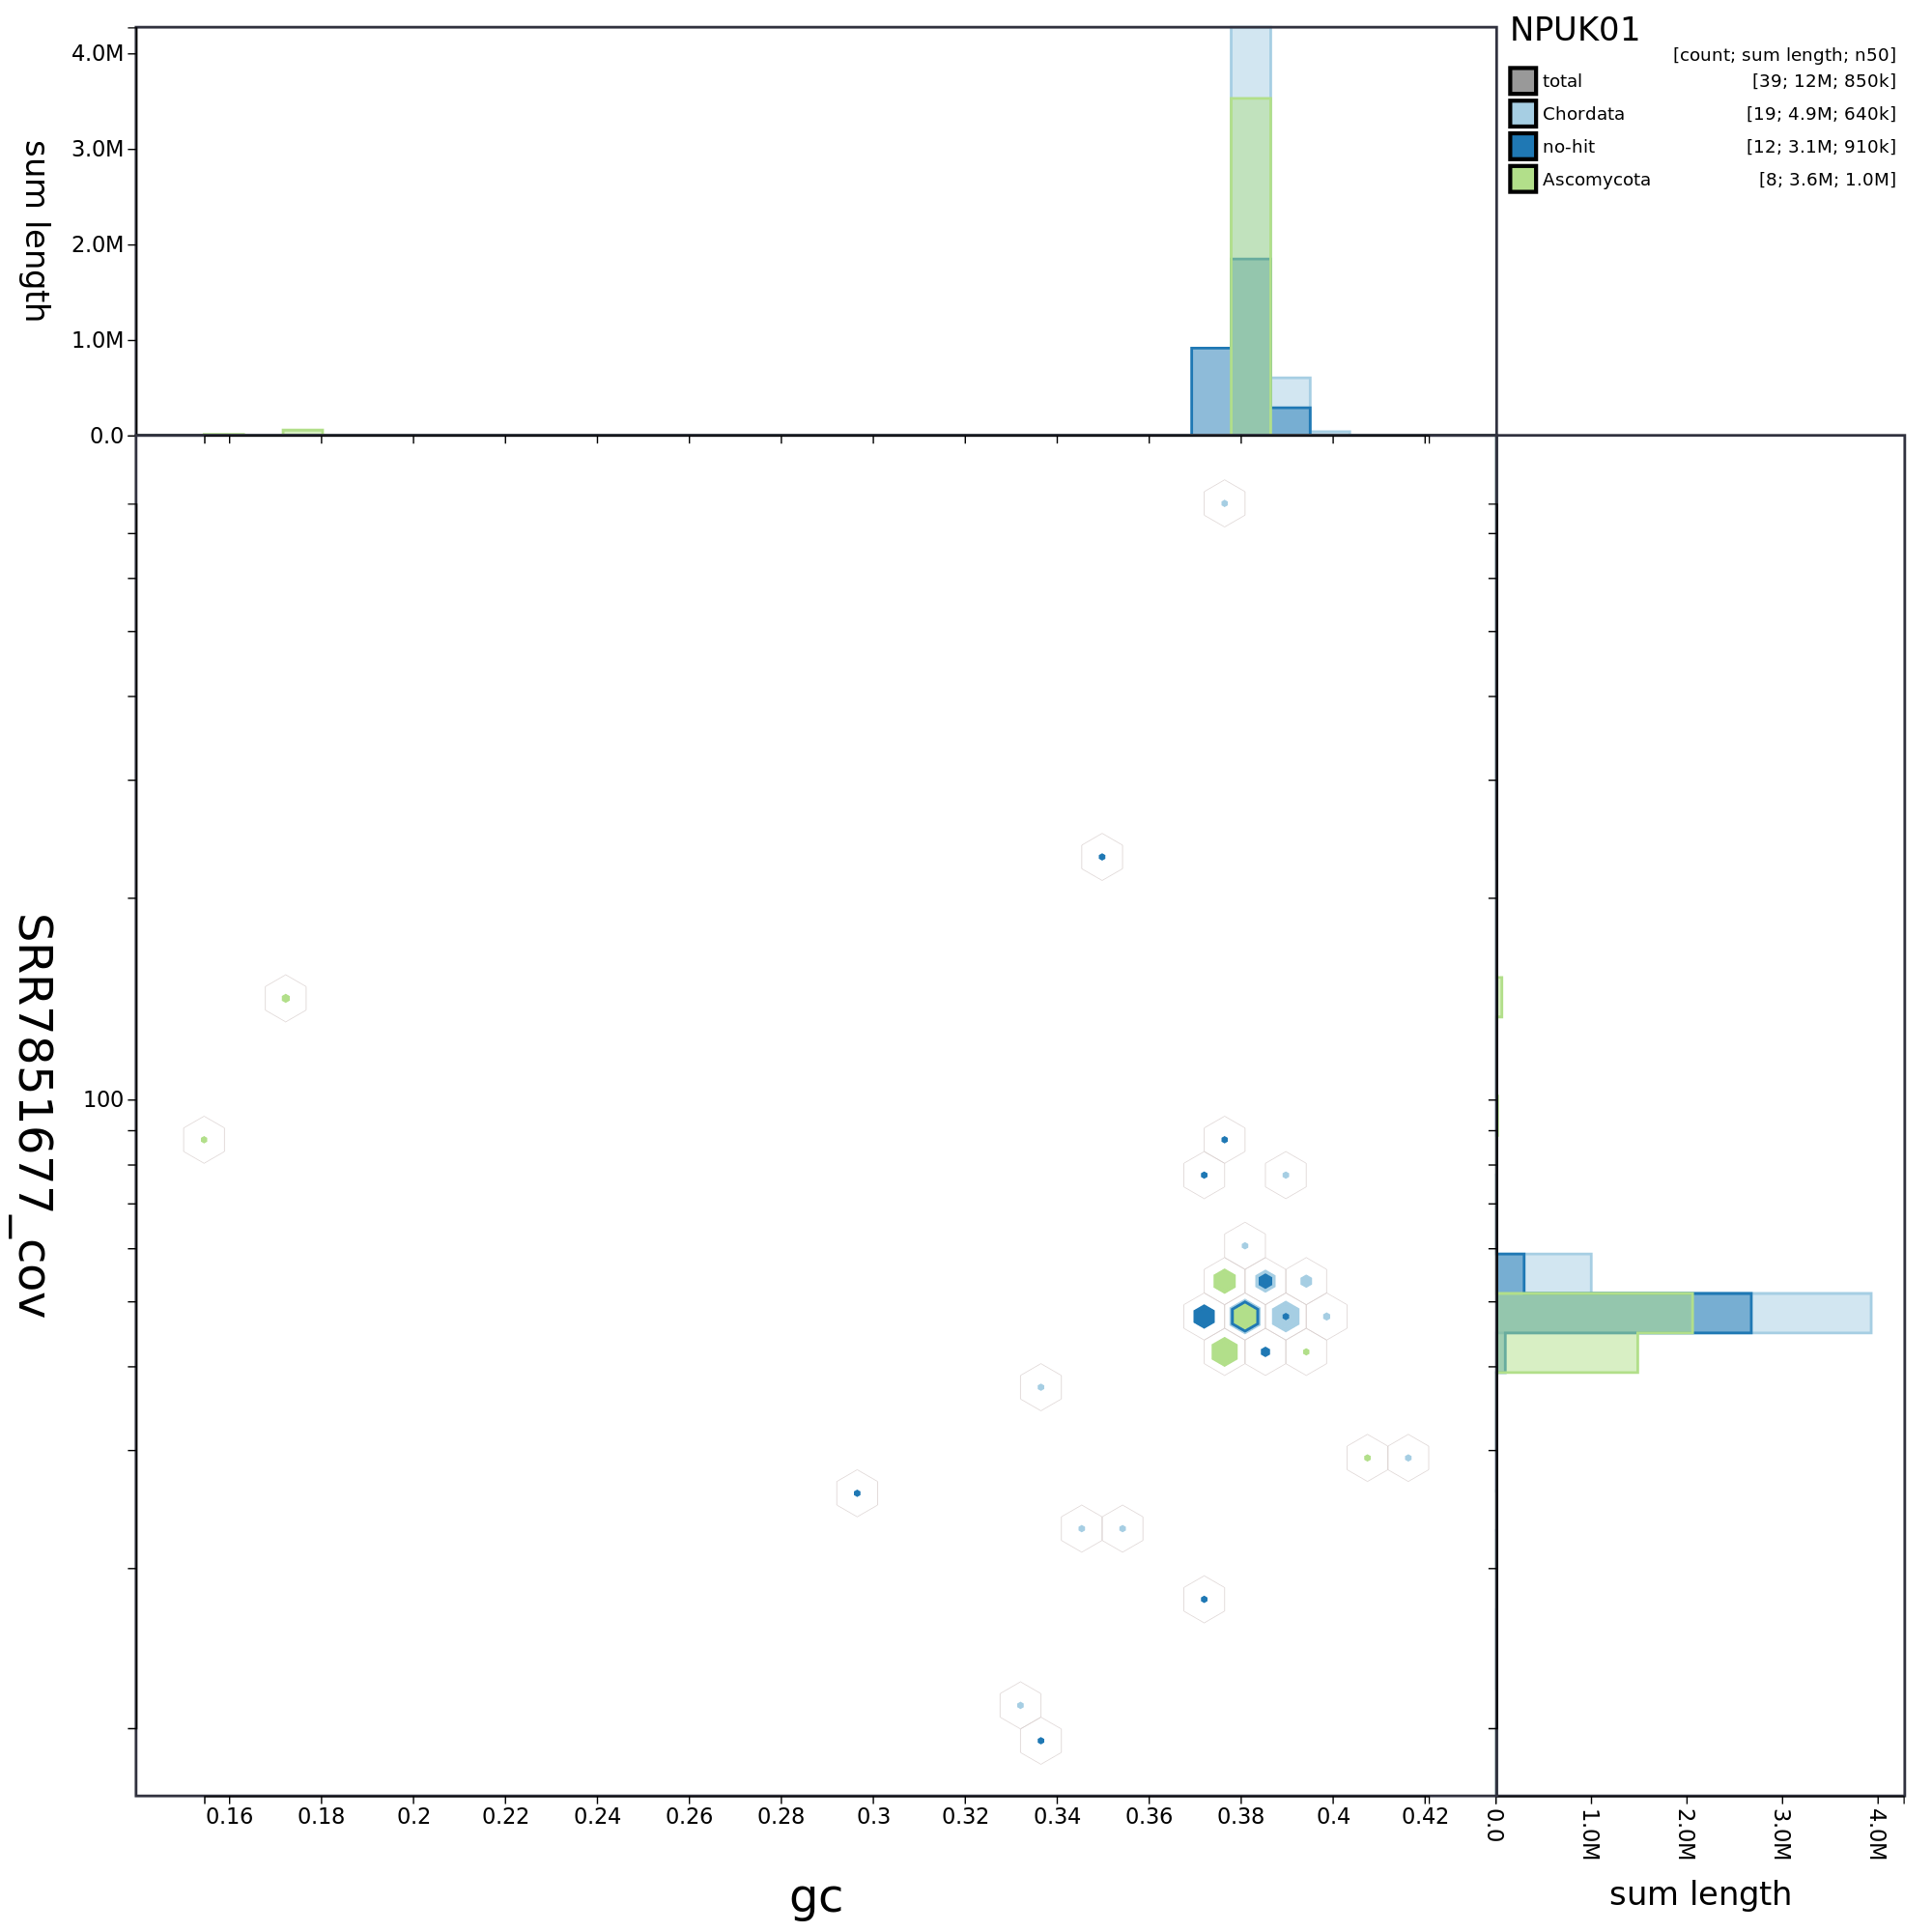 NPUK01
[count; sum length; n50]
total [39; 12M; 850k]
Chordata [19; 4.9M; 640k]
no-hit [12; 3.1M; 910k]
Ascomycota [8; 3.6M; 1.0M]
sum length
4.0M
3.0M
2.0M
1.0M
0.0
SRR7851677_cov
100
0.16 0.18 0.2 0.22 0.24 0.26 0.28 0.3 0.32 0.34 0.36 0.38 0.4 0.42
gc
0.0 1.0M 2.0M 3.0M 4.0M
sum length